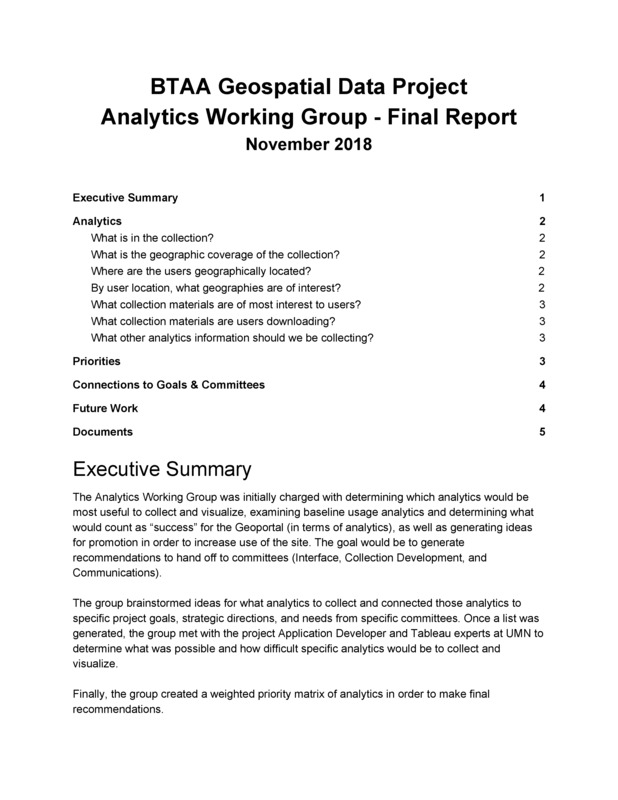 BTAA Geospatial Data Project
Analytics Working Group - Final Report
November 2018
Executive Summary 1
Analytics 2
What is in the collection? 2
What is the geographic coverage of the collection? 2
Where are the users geographically located? 2
By user location, what geographies are of interest? 2
What collection materials are of most interest to users? 3
What collection materials are users downloading? 3
What other analytics information should we be collecting? 3
Priorities 3
Connections to Goals & Committees 4
Future Work 4
Documents 5
Executive Summary
The Analytics Working Group was initially charged with determining which analytics would be
most useful to collect and visualize, examining baseline usage analytics and determining what
would count as “success” for the Geoportal (in terms of analytics), as well as generating ideas
for promotion in order to increase use of the site. The goal would be to generate
recommendations to hand off to committees (Interface, Collection Development, and
Communications).
The group brainstormed ideas for what analytics to collect and connected those analytics to
specific project goals, strategic directions, and needs from specific committees. Once a list was
generated, the group met with the project Application Developer and Tableau experts at UMN to
determine what was possible and how difficult specific analytics would be to collect and
visualize.
Finally, the group created a weighted priority matrix of analytics in order to make final
recommendations.